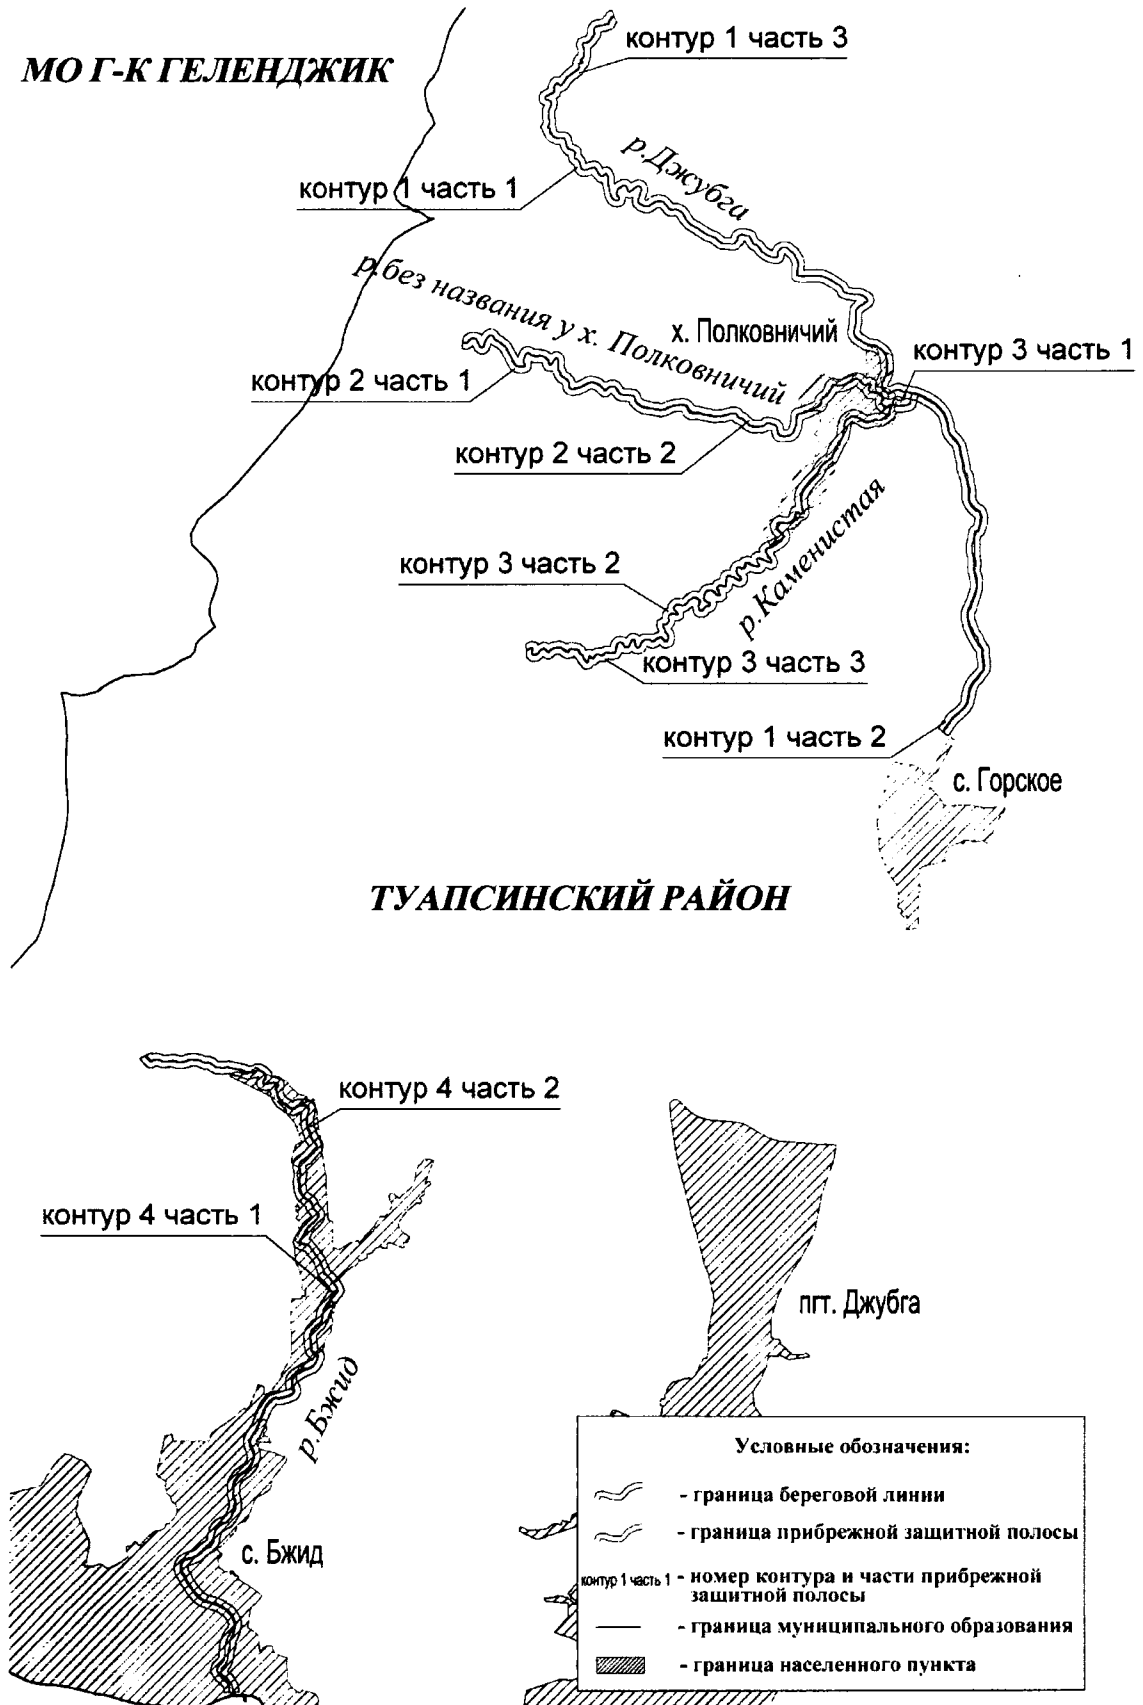 контур 1 часть 3
МО Г-К ГЕЛЕНДЖИК
р.Джубга
контур 1 часть 1
р.без названия у х. Полковничий
х. Полковничий
контур 3 часть 1
контур 2 часть 1
контур 2 часть 2
р.Каменистая
контур 3 часть 2
контур 3 часть 3
контур 1 часть 2
с. Горское
ТУАПСИНСКИЙ РАЙОН
контур 4 часть 2
контур 4 часть 1
пгт. Джубга
р.Бжид
с. Бжид
Условные обозначения:
- граница береговой линии
- граница прибрежной защитной полосы
контур 1 часть 1 - номер контура и части прибрежной
защитной полосы
- граница муниципального образования
- граница населенного пункта